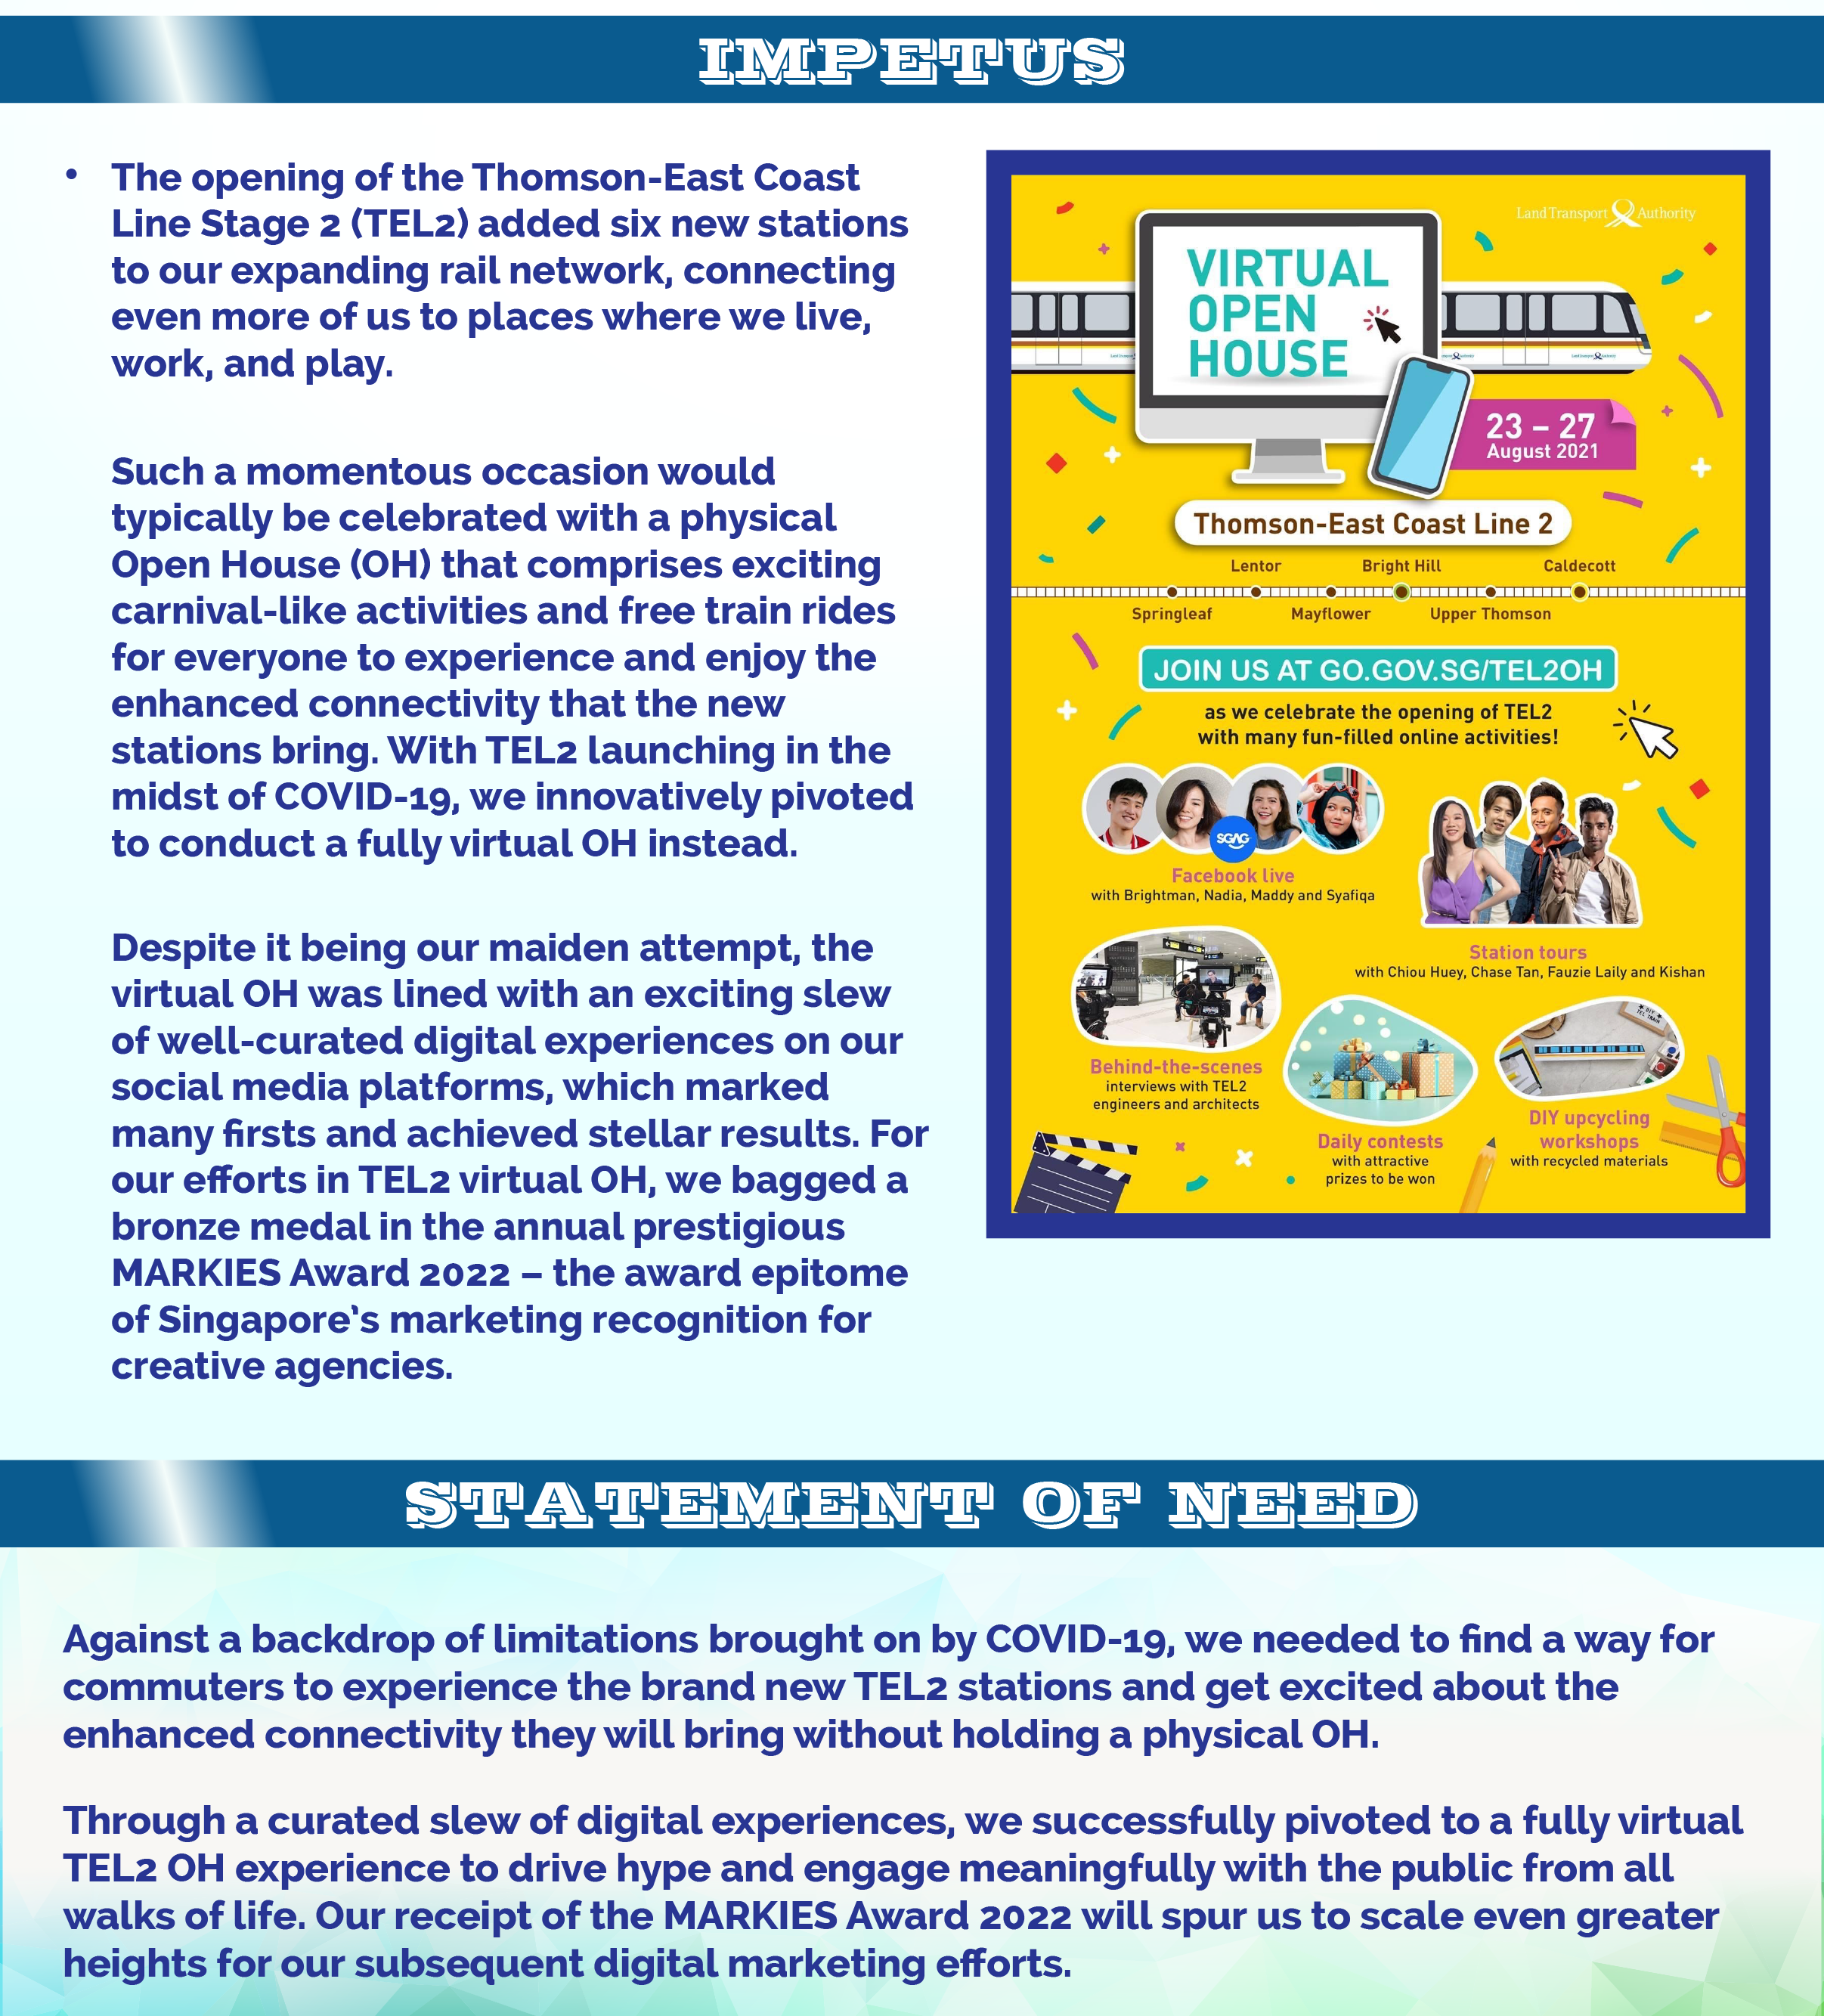 IMPETUS
• The opening of the Thomson-East Coast
Line Stage 2 (TEL2) added six new stations
to our expanding rail network, connecting
even more of us to places where we live,
work, and play.
Such a momentous occasion would
typically be celebrated with a physical
Open House (OH) that comprises exciting
carnival-like activities and free train rides
for everyone to experience and enjoy the
enhanced connectivity that the new
stations bring. With TEL2 launching in the
midst of COVID-19, we innovatively pivoted
to conduct a fully virtual OH instead.
Despite it being our maiden attempt, the
virtual OH was lined with an exciting slew
of well-curated digital experiences on our
social media platforms, which marked
many firsts and achieved stellar results. For
our efforts in TEL2 virtual OH, we bagged a
bronze medal in the annual prestigious
MARKIES Award 2022 – the award epitome
of Singapore's marketing recognition for
creative agencies.
Land Transport Authority
VIRTUAL
OPEN
HOUSE
23 – 27
August 2021
Thomson-East Coast Line 2
Lentor Bright Hill Caldecott
Springleaf Mayflower Upper Thomson
JOIN US AT GO.GOV.SG/TEL2OH
as we celebrate the opening of TEL2
with many fun-filled online activities!
SGAG
Facebook live
with Brightman, Nadia, Maddy and Syafiqa
Station tours
with Chiou Huey, Chase Tan, Fauzie Laily and Kishan
Behind-the-scenes
interviews with TEL2
engineers and architects
Daily contests
with attractive
prizes to be won
DIY
TEL TRAIN
DIY upcycling
workshops
with recycled materials
STATEMENT OF NEED
Against a backdrop of limitations brought on by COVID-19, we needed to find a way for
commuters to experience the brand new TEL2 stations and get excited about the
enhanced connectivity they will bring without holding a physical OH.
Through a curated slew of digital experiences, we successfully pivoted to a fully virtual
TEL2 OH experience to drive hype and engage meaningfully with the public from all
walks of life. Our receipt of the MARKIES Award 2022 will spur us to scale even greater
heights for our subsequent digital marketing efforts.